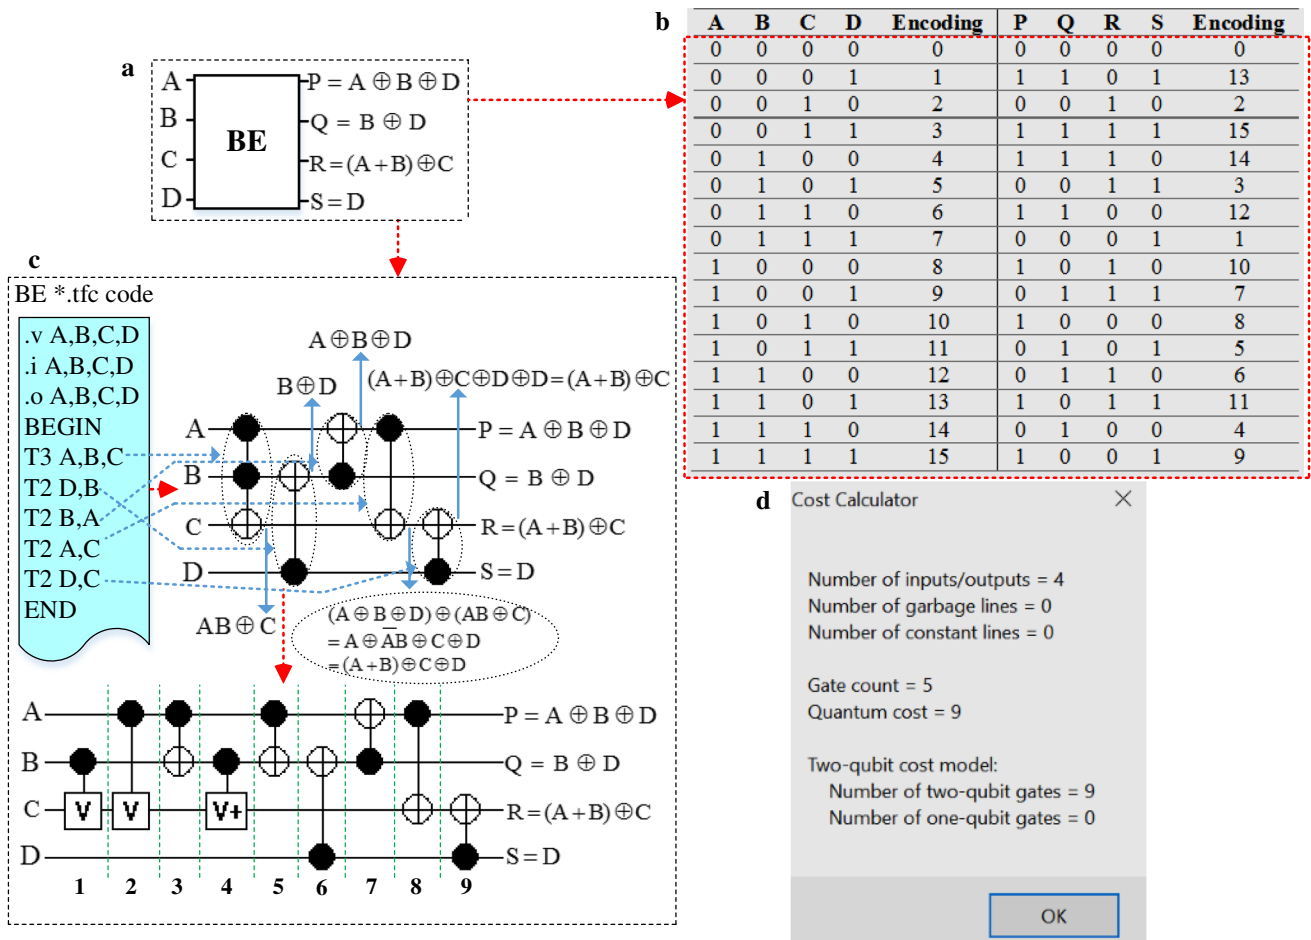 a
A
B
C
D
BE
P = A ⊕ B ⊕ D
Q = B ⊕ D
R = (A+B) ⊕ C
S = D
b
A B C D Encoding P Q R S Encoding
0 0 0 0 0 0 0 0 0 0
0 0 0 1 1 1 1 0 1 13
0 0 1 0 2 0 0 1 0 2
0 0 1 1 3 1 1 1 1 15
0 1 0 0 4 1 1 1 0 14
0 1 0 1 5 0 0 1 1 3
0 1 1 0 6 1 1 0 0 12
0 1 1 1 7 0 0 0 1 1
1 0 0 0 8 1 0 1 0 10
1 0 0 1 9 0 1 1 1 7
1 0 1 0 10 1 0 0 0 8
1 0 1 1 11 0 1 0 1 5
1 1 0 0 12 0 1 1 0 6
1 1 0 1 13 1 0 1 1 11
1 1 1 0 14 0 1 0 0 4
1 1 1 1 15 1 0 0 1 9
c
BE *.tfc code
.v A,B,C,D
.i A,B,C,D
.o A,B,C,D
BEGIN
T3 A,B,C
T2 D,B
T2 B,A
T2 A,C
T2 D,C
END
A⊕B⊕D
B⊕D
(A+B)⊕C⊕D⊕D=(A+B)⊕C
A
B
C
D
P = A ⊕ B ⊕ D
Q = B ⊕ D
R = (A+B) ⊕ C
S = D
AB ⊕ C
(A ⊕ B ⊕ D) ⊕ (AB ⊕ C)
= A ⊕ A̅B ⊕ C ⊕ D
= (A+B) ⊕ C ⊕ D
A
B
C
D
V V V+
P = A ⊕ B ⊕ D
Q = B ⊕ D
R = (A+B) ⊕ C
S = D
1 2 3 4 5 6 7 8 9
d
Cost Calculator
Number of inputs/outputs = 4
Number of garbage lines = 0
Number of constant lines = 0
Gate count = 5
Quantum cost = 9
Two-qubit cost model:
Number of two-qubit gates = 9
Number of one-qubit gates = 0
OK